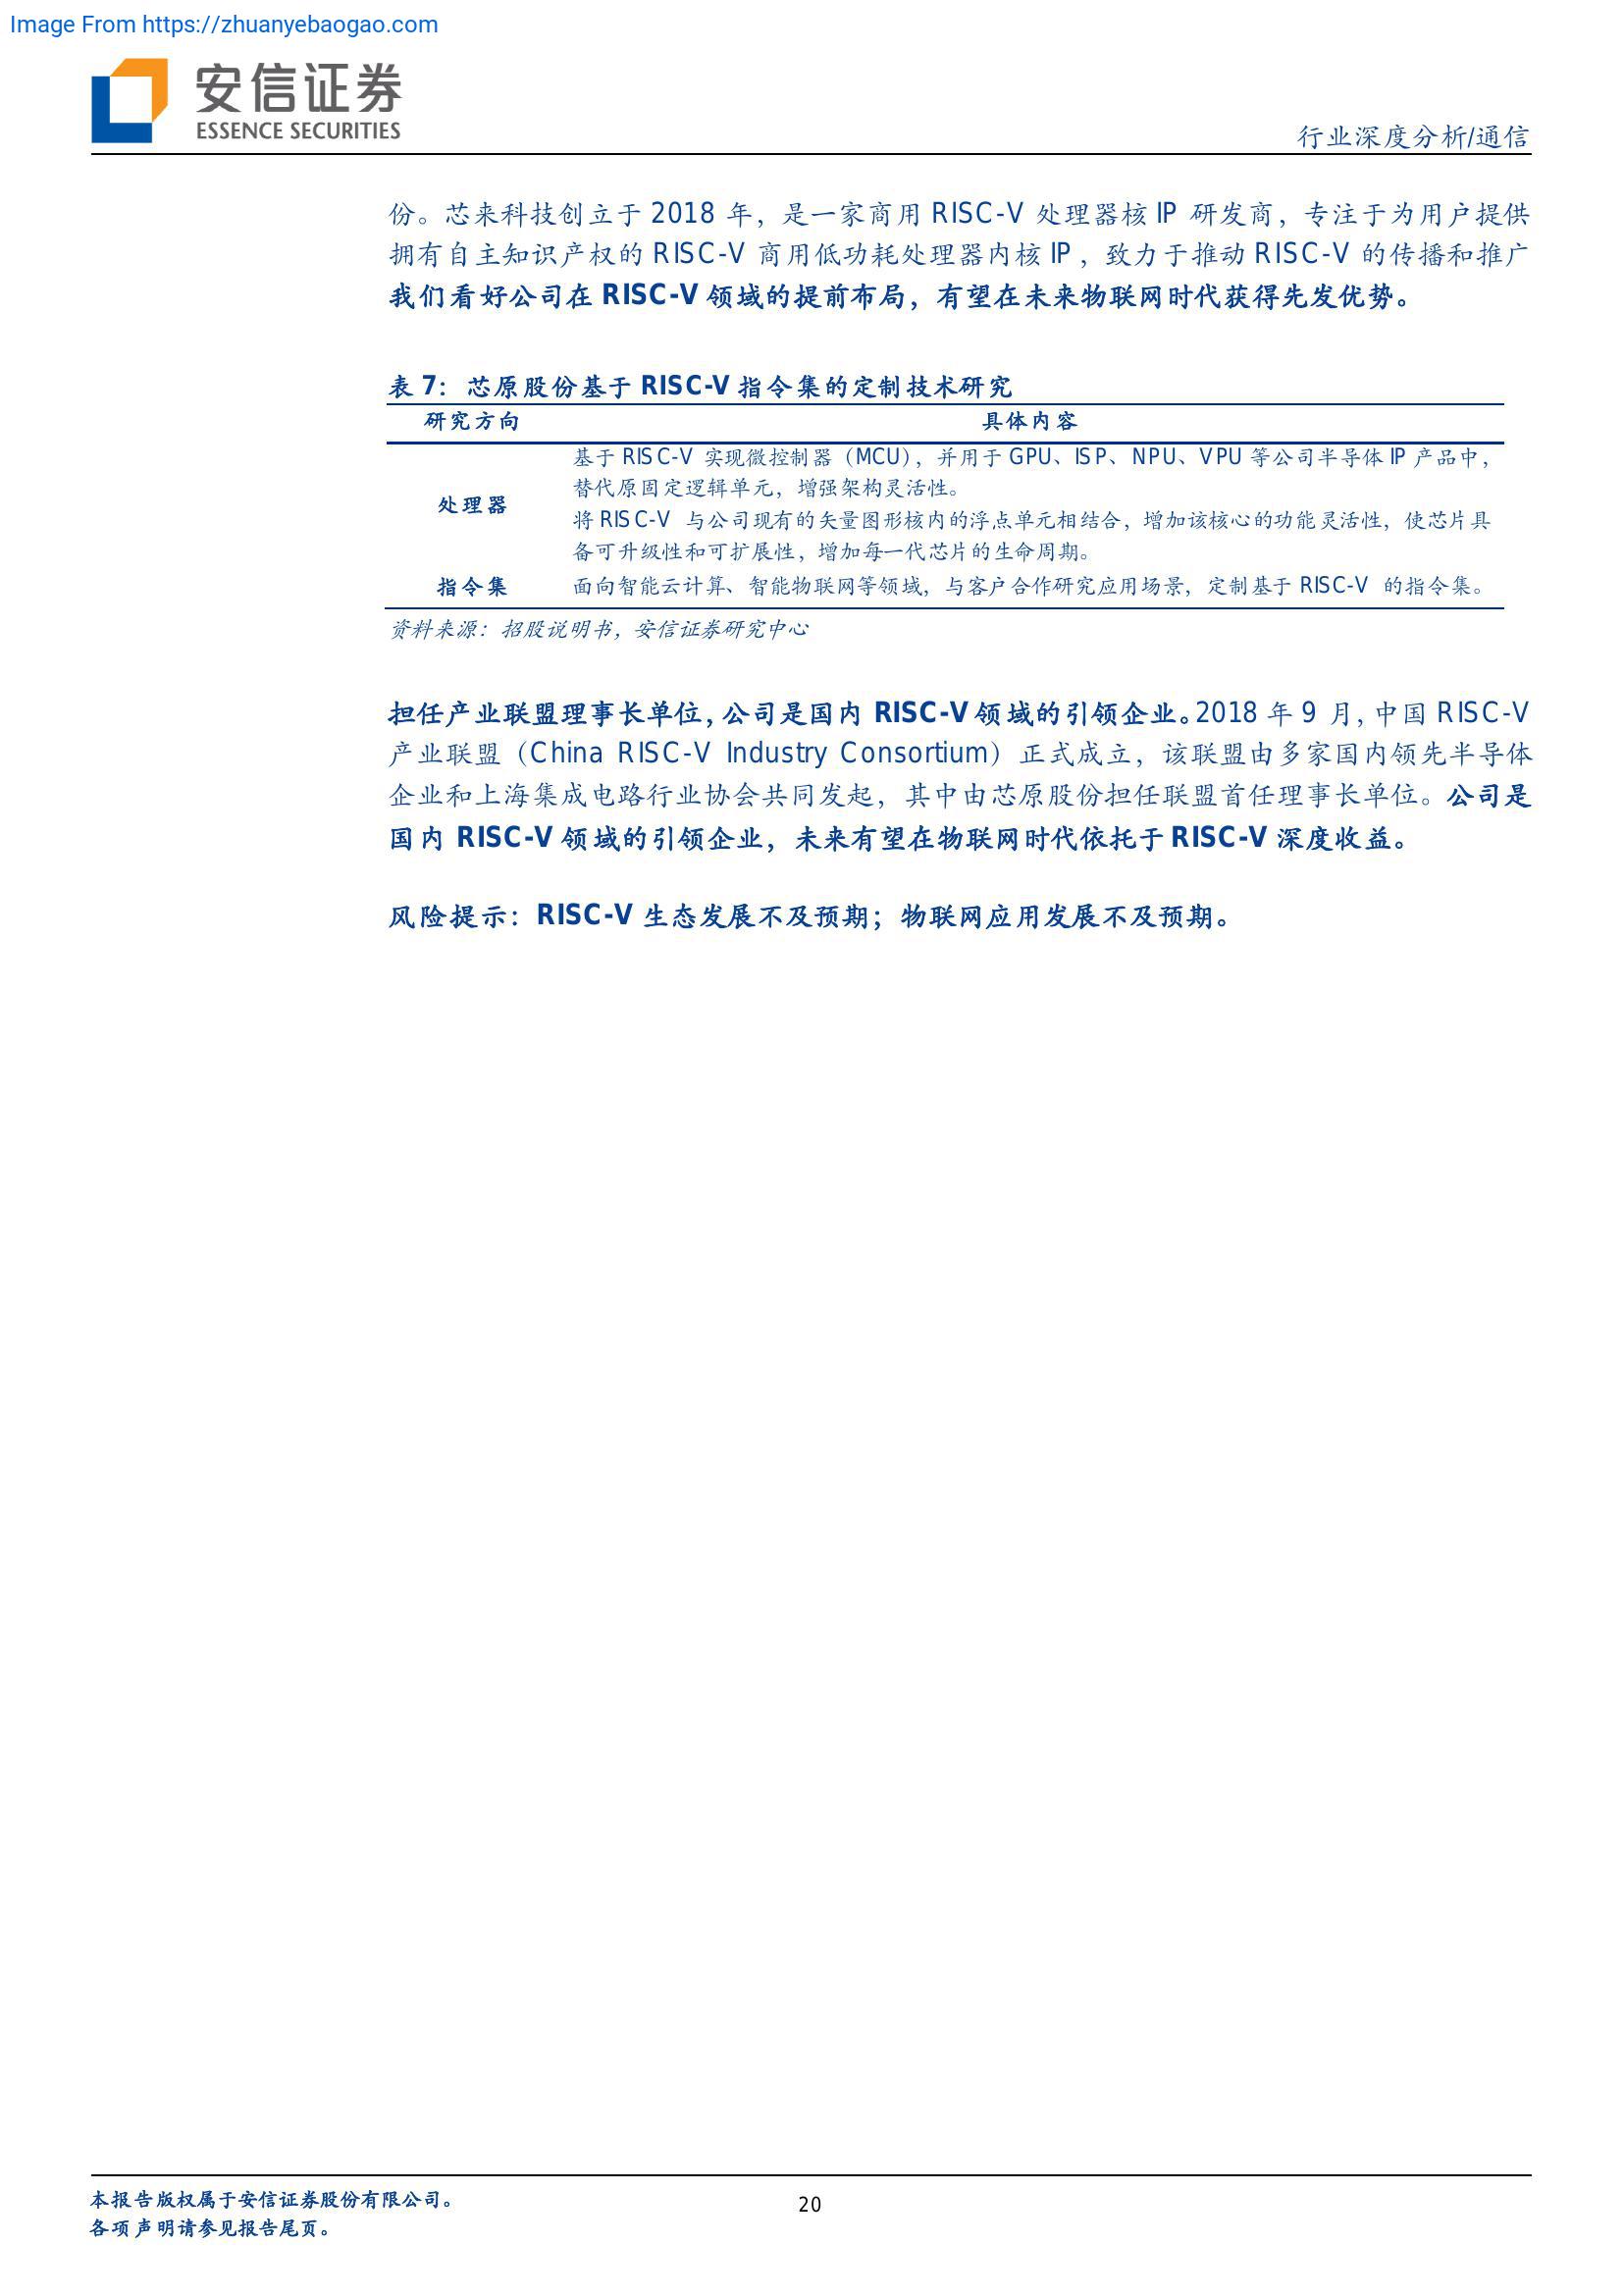 Image From https://zhuanyebaogao.com
安信证券
ESSENCE SECURITIES
行业深度分析/通信
份。芯来科技创立于 2018 年，是一家商用 RISC-V 处理器核 IP 研发商，专注于为用户提供
拥有自主知识产权的 RISC-V 商用低功耗处理器内核 IP，致力于推动 RISC-V 的传播和推广
我们看好公司在 RISC-V 领域的提前布局，有望在未来物联网时代获得先发优势。
表 7：芯原股份基于 RISC-V 指令集的定制技术研究
研究方向 具体内容
基于 RISC-V 实现微控制器（MCU），并用于 GPU、ISP、NPU、VPU 等公司半导体 IP 产品中，
替代原固定逻辑单元，增强架构灵活性。
处理器
将 RISC-V 与公司现有的矢量图形核内的浮点单元相结合，增加该核心的功能灵活性，使芯片具
备可升级性和可扩展性，增加每一代芯片的生命周期。
指令集 面向智能云计算、智能物联网等领域，与客户合作研究应用场景，定制基于 RISC-V 的指令集。
资料来源：招股说明书，安信证券研究中心
担任产业联盟理事长单位，公司是国内 RISC-V 领域的引领企业。2018 年 9 月，中国 RISC-V
产业联盟（China RISC-V Industry Consortium）正式成立，该联盟由多家国内领先半导体
企业和上海集成电路行业协会共同发起，其中由芯原股份担任联盟首任理事长单位。公司是
国内 RISC-V 领域的引领企业，未来有望在物联网时代依托于 RISC-V 深度收益。
风险提示：RISC-V 生态发展不及预期；物联网应用发展不及预期。
本报告版权属于安信证券股份有限公司。
各项声明请参见报告尾页。
20